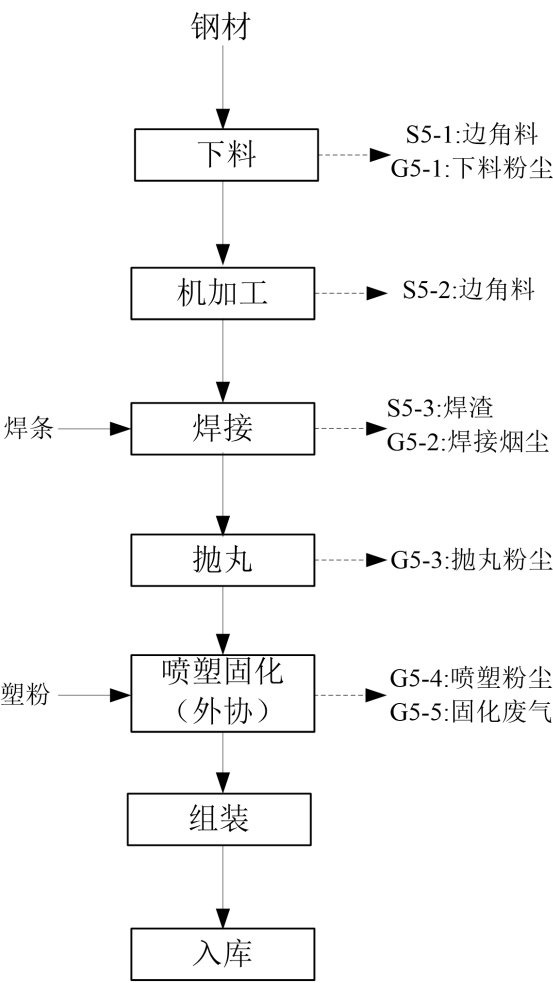 钢材
下料
S5-1:边角料
G5-1:下料粉尘
机加工
S5-2:边角料
焊条
焊接
S5-3:焊渣
G5-2:焊接烟尘
抛丸
G5-3:抛丸粉尘
塑粉
喷塑固化
（外协）
G5-4:喷塑粉尘
G5-5:固化废气
组装
入库